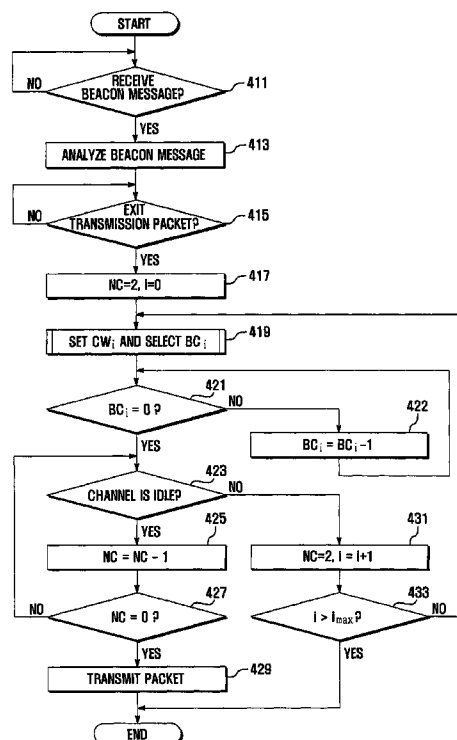 START
NO
RECEIVE
BEACON MESSAGE?
411
YES
ANALYZE BEACON MESSAGE
413
NO
EXIT
TRANSMISSION PACKET?
415
YES
NC=2, i=0
417
SET CWi AND SELECT BCi
419
BCi = 0 ?
421
NO
BCi = BCi -1
422
YES
CHANNEL IS IDLE?
423
NO
YES
NC = NC - 1
425
NC=2, i = i+1
431
NO
NC = 0 ?
427
i > imax?
433
NO
YES
YES
TRANSMIT PACKET
429
END